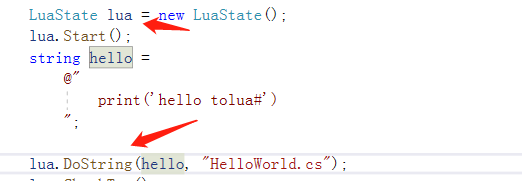 LuaState lua = new LuaState();
lua.Start();
string hello =
@"
print('hello tolua#')
";
lua.DoString(hello, "HelloWorld.cs");